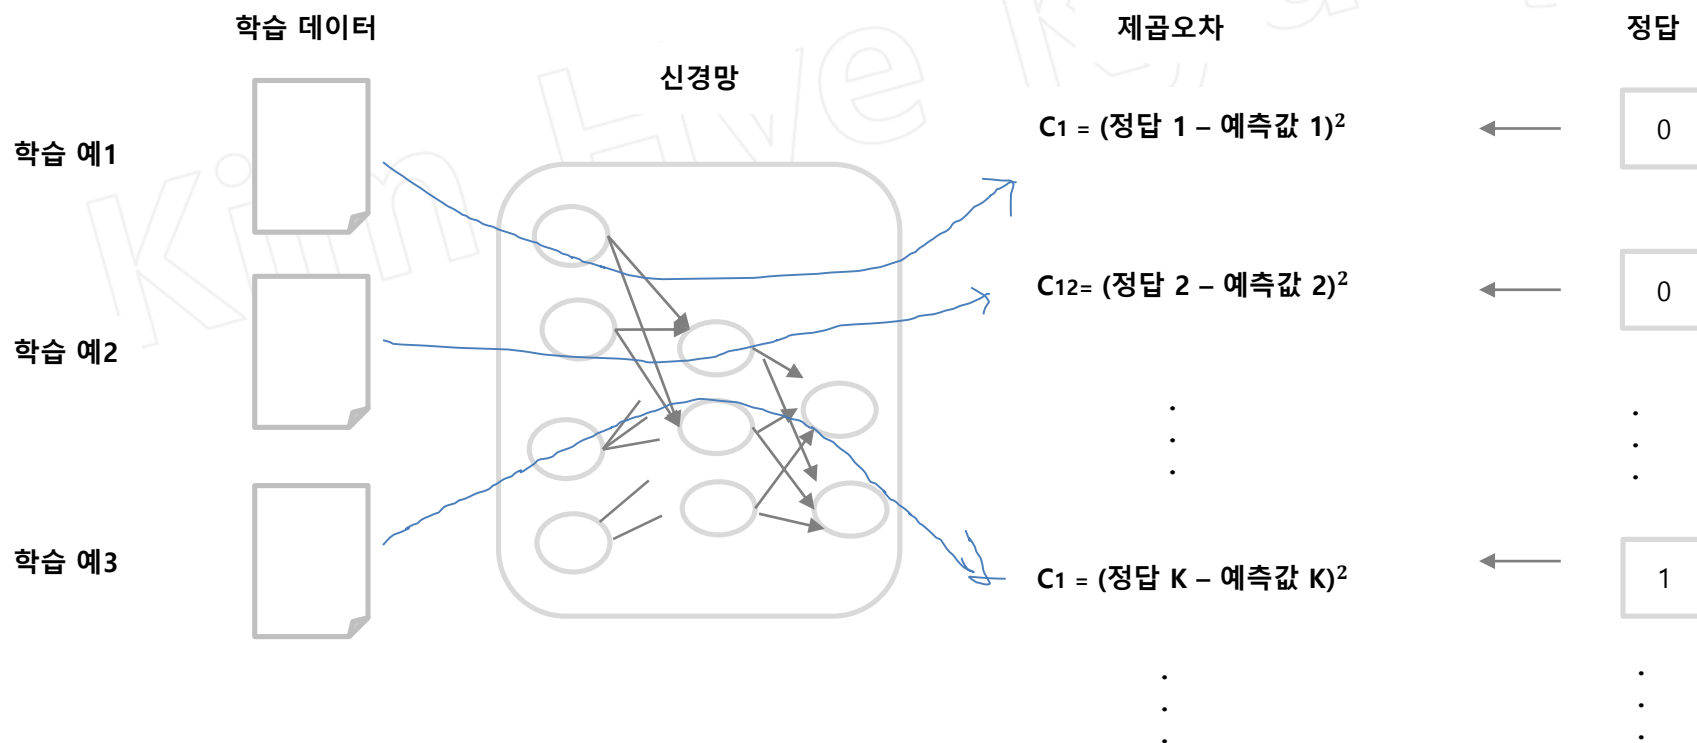 학습 데이터
제곱오차
정답
신경망
학습 예1
C1 = (정답 1 – 예측값 1)²
0
학습 예2
C12= (정답 2 – 예측값 2)²
0
학습 예3
C1 = (정답 K – 예측값 K)²
1
Kim